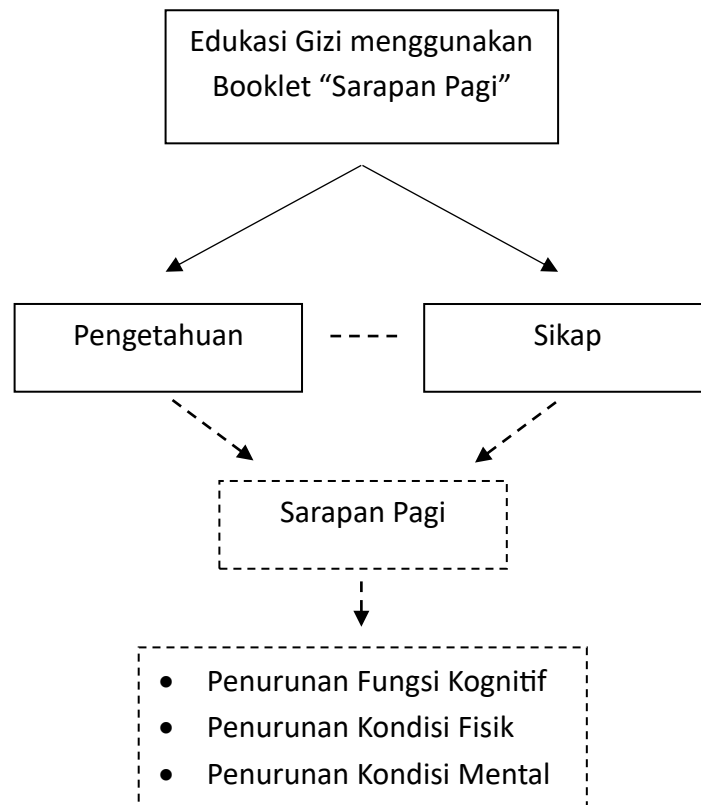 Edukasi Gizi menggunakan
Booklet “Sarapan Pagi”
Pengetahuan
Sikap
Sarapan Pagi
• Penurunan Fungsi Kognitif
• Penurunan Kondisi Fisik
• Penurunan Kondisi Mental